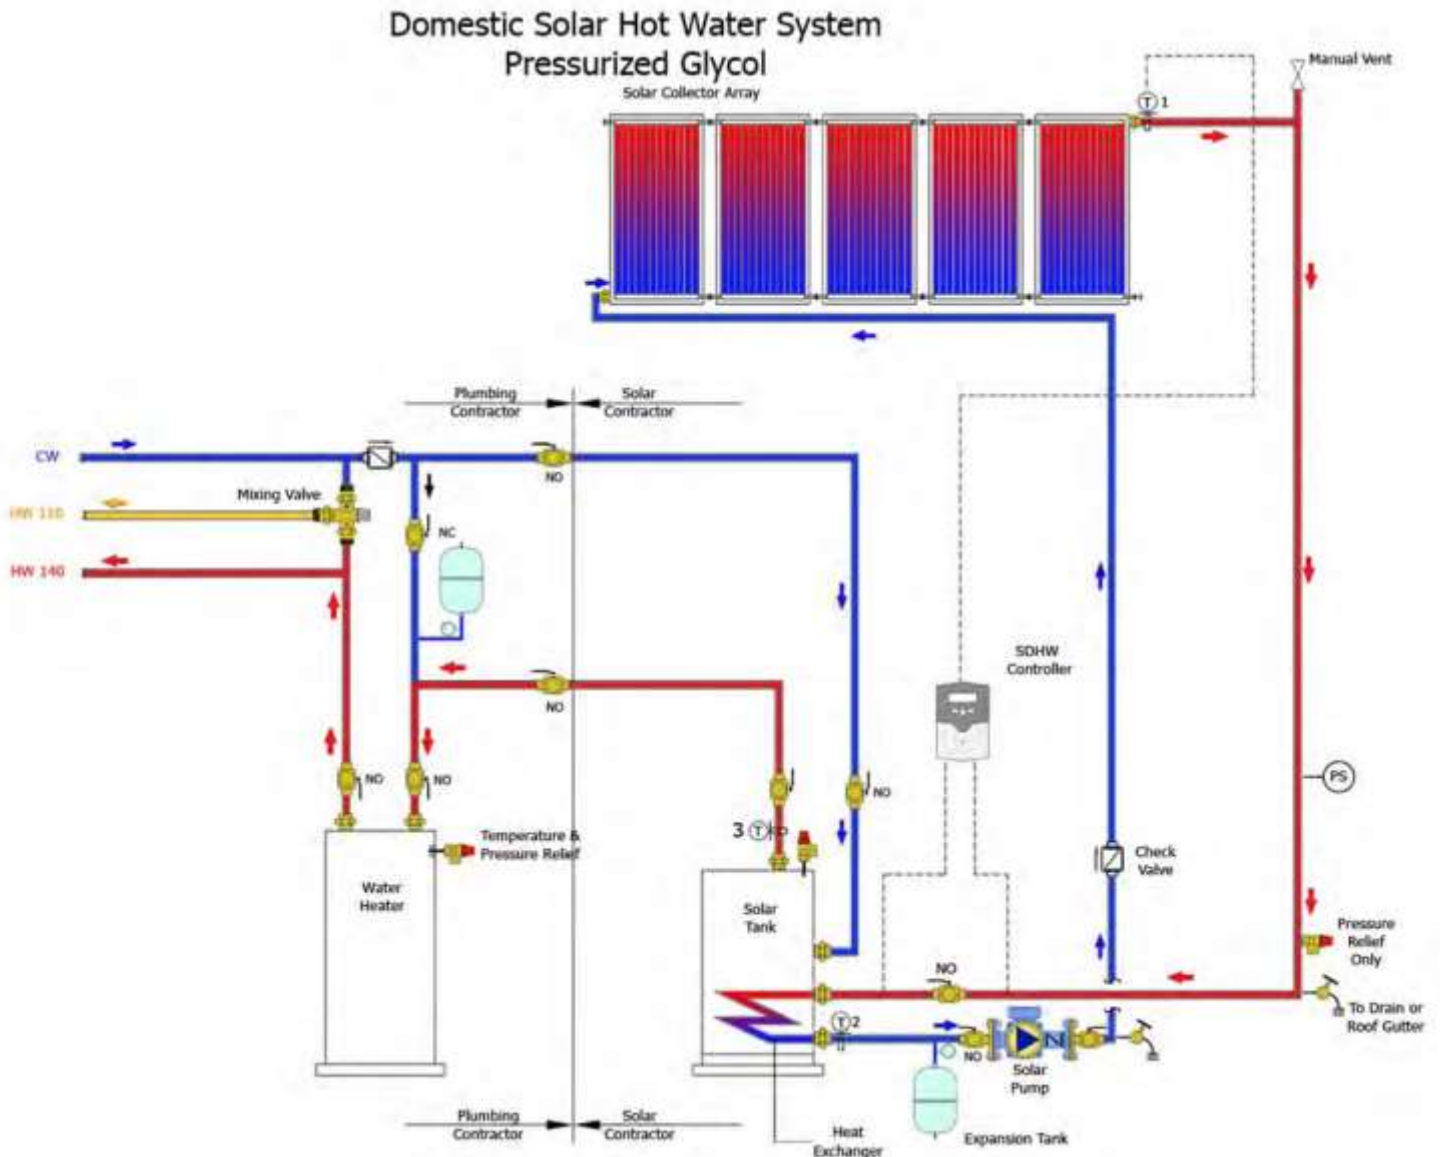 Domestic Solar Hot Water System
Pressurized Glycol
Solar Collector Array
Manual Vent
T 1
Plumbing
Contractor
Solar
Contractor
CW
NO
Mixing Valve
HW 110
NC
HW 140
SDHW
Controller
NO
NO
NO
NO
PS
3 T
Temperature &
Pressure Relief
Check
Valve
Water
Heater
Solar
Tank
Pressure
Relief
Only
NO
To Drain or
Roof Gutter
T 2
NO
Solar
Pump
Plumbing
Contractor
Solar
Contractor
Heat
Exchanger
Expansion Tank